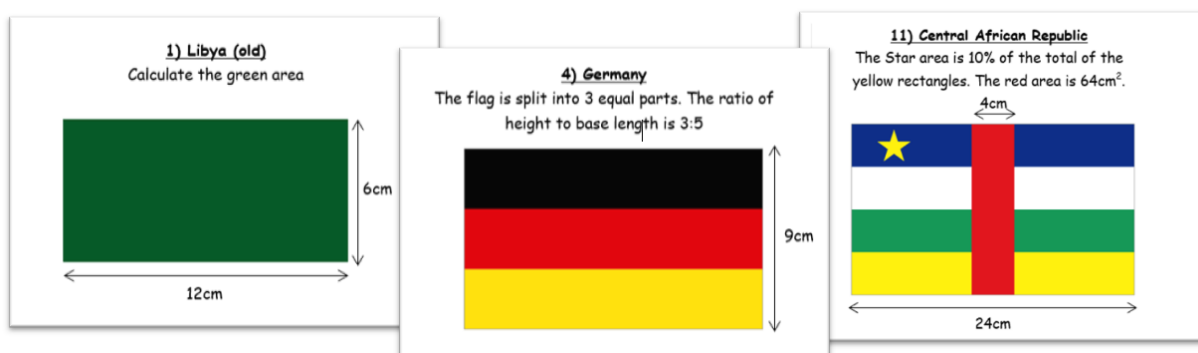 1) Libya (old)
Calculate the green area
6cm
12cm
4) Germany
The flag is split into 3 equal parts. The ratio of
height to base length is 3:5
9cm
11) Central African Republic
The Star area is 10% of the total of the
yellow rectangles. The red area is 64cm².
4cm
24cm